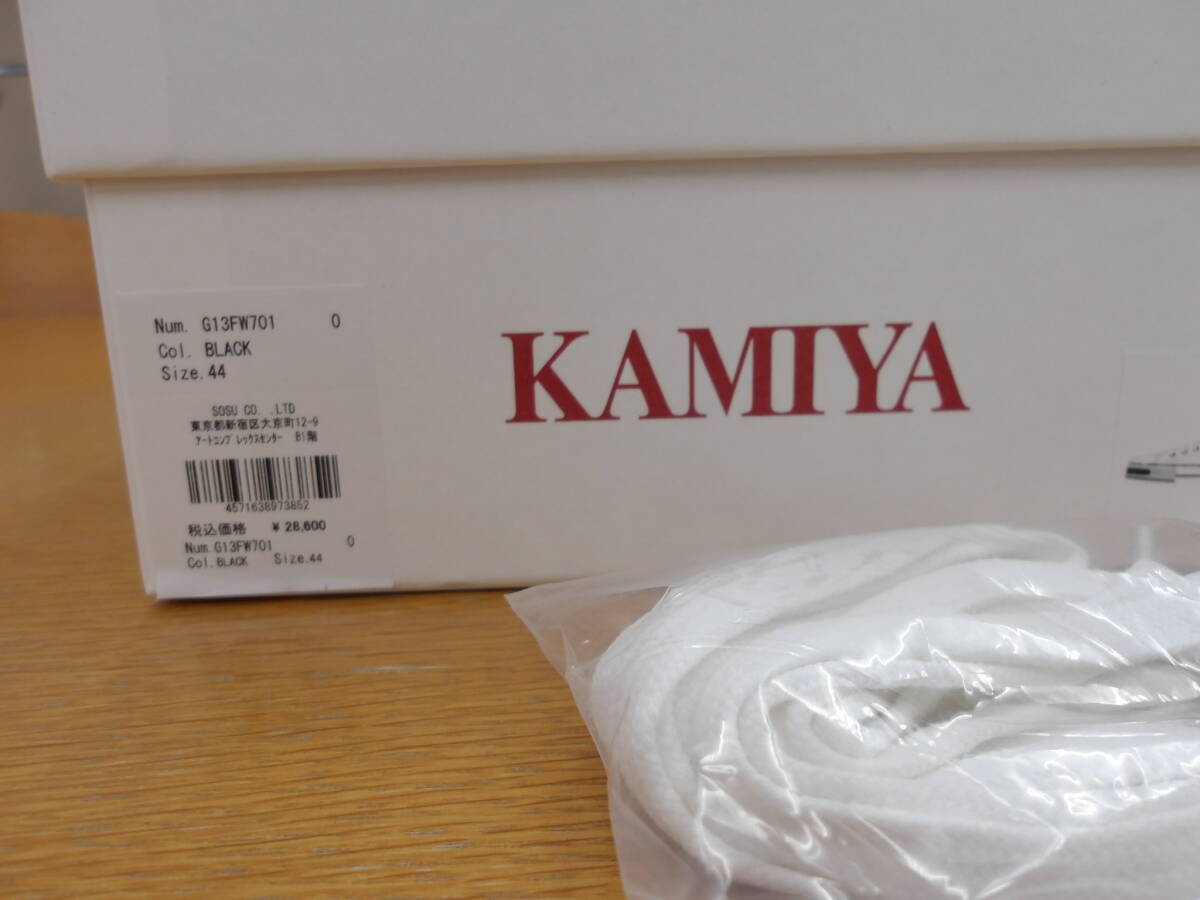 Num. G13FW701 0
Col. BLACK
Size.44
SOSU CO. .,LTD
東京都新宿区大京町12-9
ｱｰﾄｺﾝﾌﾟﾚｯｸｽｾﾝﾀｰ B1階
4571638973852
税込価格 ¥ 28,600
Num.G13FW701 0
Col.BLACK Size.44
KAMIYA